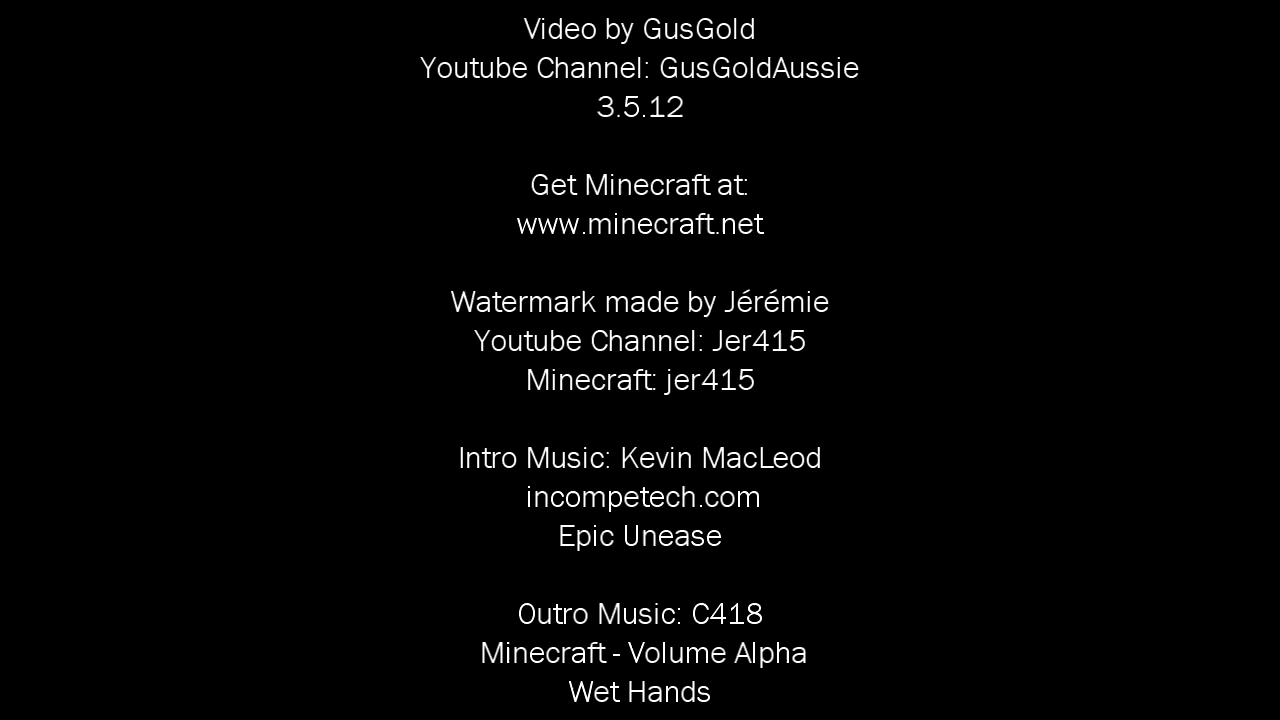 Video by GusGold
Youtube Channel: GusGoldAussie
3.5.12
Get Minecraft at:
www.minecraft.net
Watermark made by Jérémie
Youtube Channel: Jer415
Minecraft: jer415
Intro Music: Kevin MacLeod
incompetech.com
Epic Unease
Outro Music: C418
Minecraft - Volume Alpha
Wet Hands